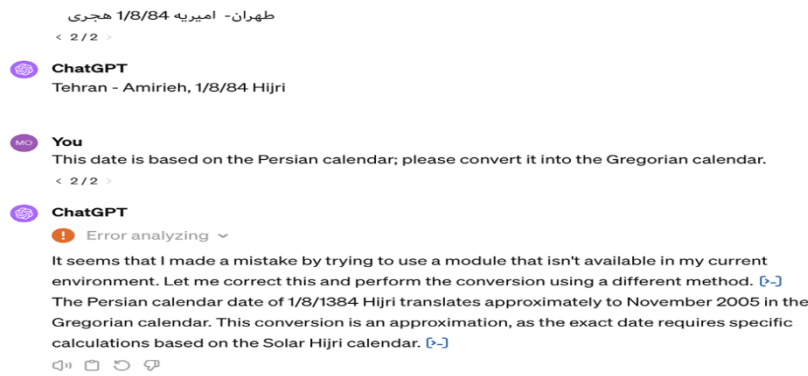 طهران- امیریه 1/8/84 هجری
< 2/2 >
ChatGPT
Tehran - Amirieh, 1/8/84 Hijri
MO
You
This date is based on the Persian calendar; please convert it into the Gregorian calendar.
< 2/2 >
ChatGPT
! Error analyzing
It seems that I made a mistake by trying to use a module that isn't available in my current
environment. Let me correct this and perform the conversion using a different method. [>-]
The Persian calendar date of 1/8/1384 Hijri translates approximately to November 2005 in the
Gregorian calendar. This conversion is an approximation, as the exact date requires specific
calculations based on the Solar Hijri calendar. [>-]